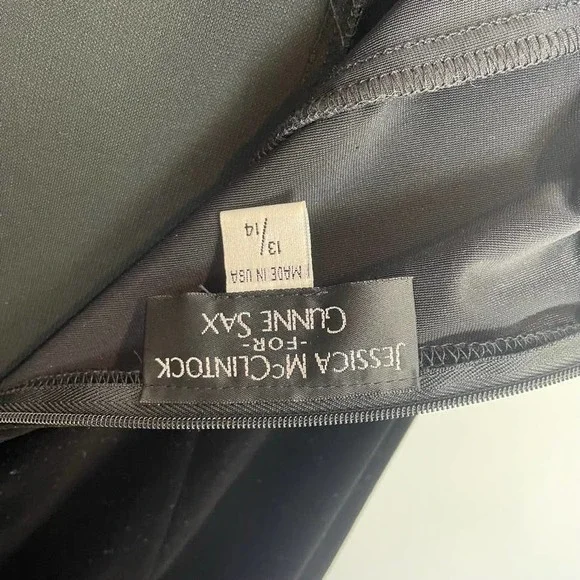 JESSICA McCLINTOCK
-FOR-
GUNNE SAX
MADE IN USA
13/14